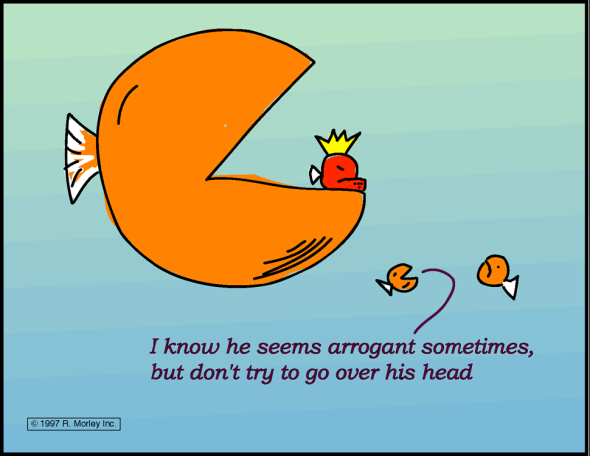 I know he seems arrogant sometimes,
but don't try to go over his head
© 1997 R. Morley Inc.